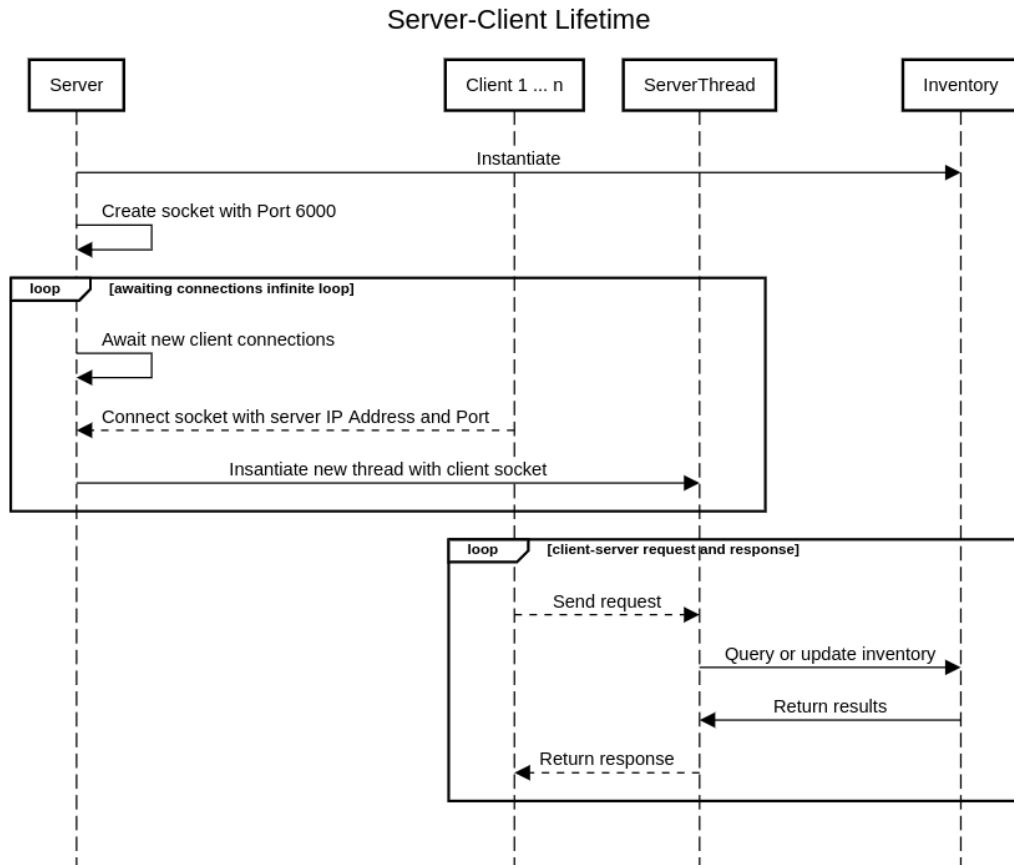 Server-Client Lifetime
Server
Client 1 ... n
ServerThread
Inventory
Instantiate
Create socket with Port 6000
loop
[awaiting connections infinite loop]
Await new client connections
Connect socket with server IP Address and Port
Insantiate new thread with client socket
loop
[client-server request and response]
Send request
Query or update inventory
Return results
Return response